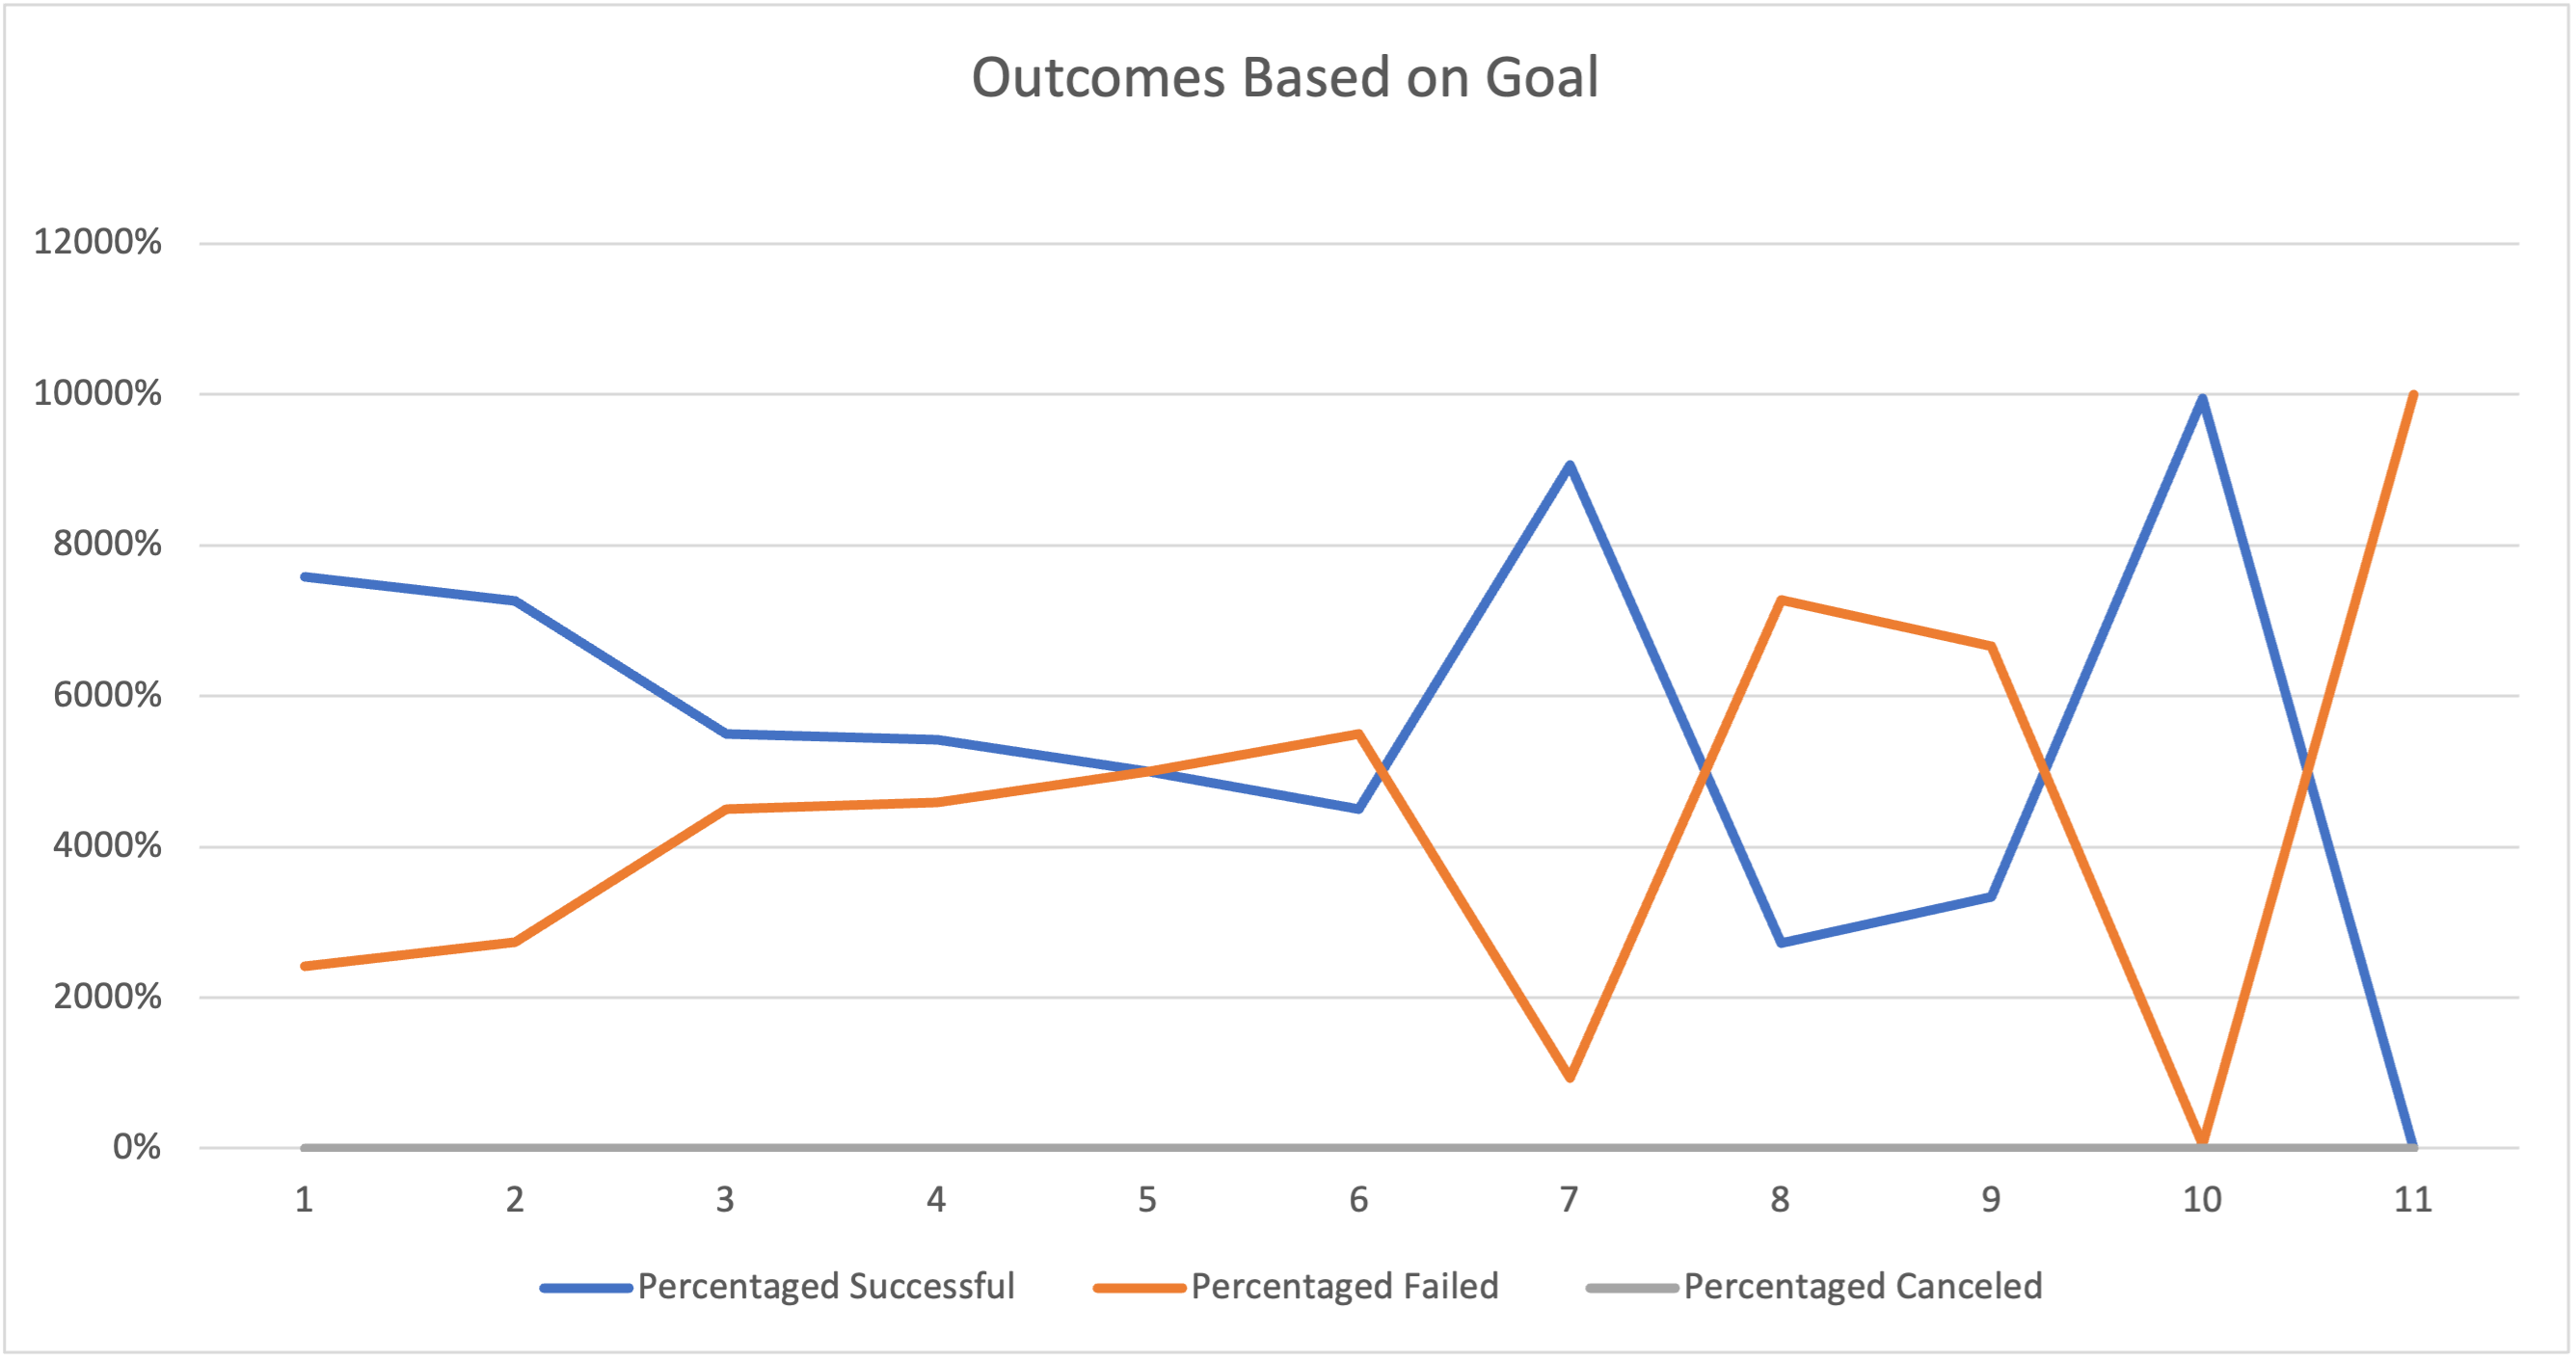 Outcomes Based on Goal
12000%
10000%
8000%
6000%
4000%
2000%
0%
1 2 3 4 5 6 7 8 9 10 11
Percentaged Successful Percentaged Failed Percentaged Canceled